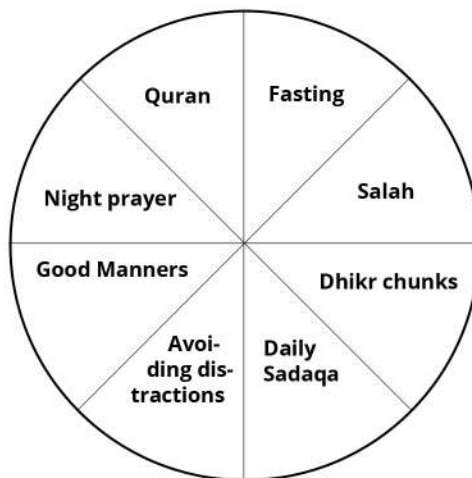 Quran
Fasting
Night prayer
Salah
Good Manners
Dhikr chunks
Avoi-
ding dis-
tractions
Daily
Sadaqa